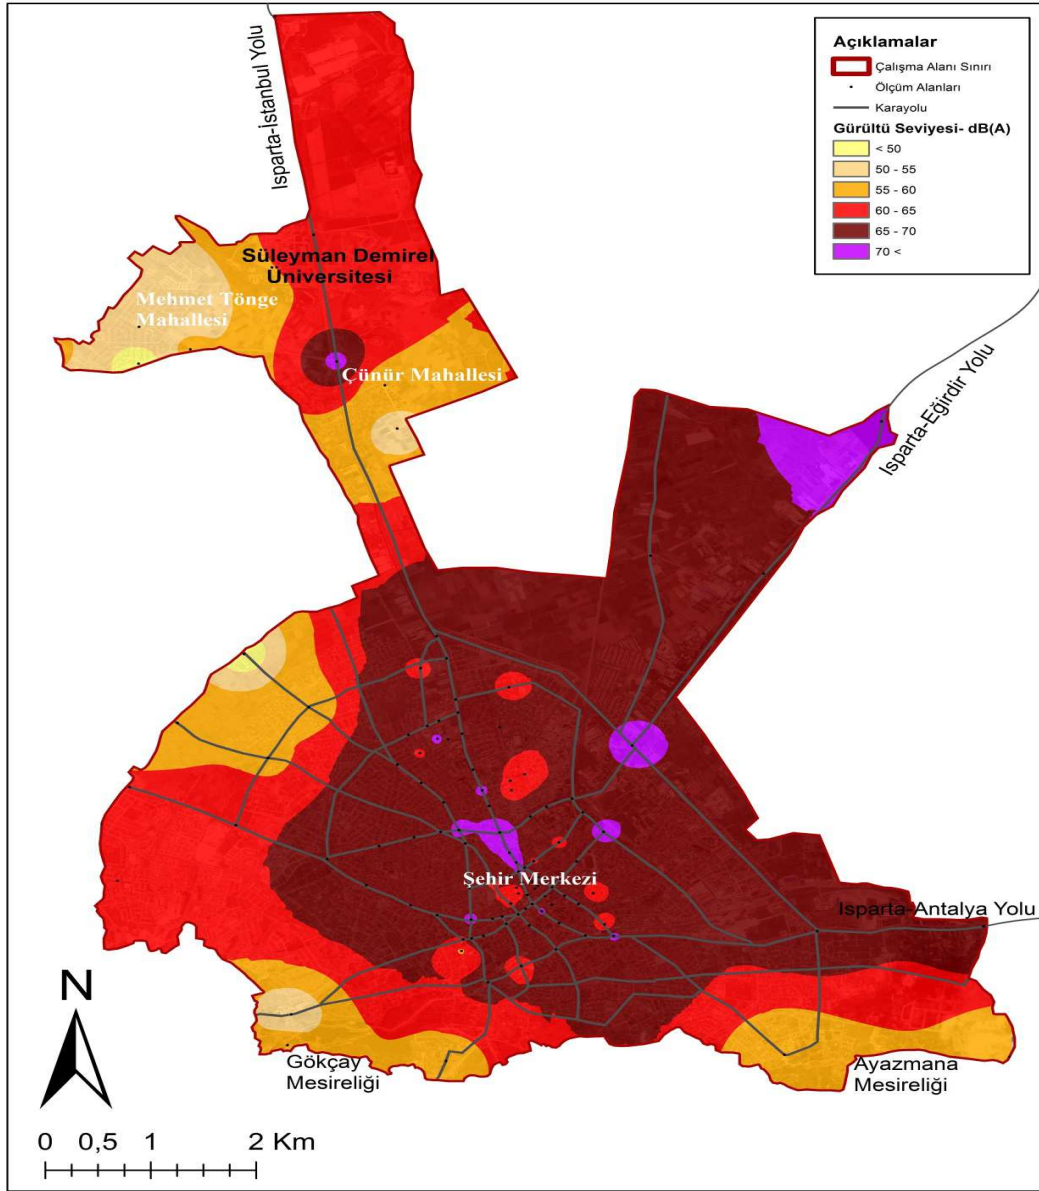 Açıklamalar
Çalışma Alanı Sınırı
Ölçüm Alanları
Karayolu
Gürültü Seviyesi- dB(A)
< 50
50 - 55
55 - 60
60 - 65
65 - 70
70 <
Isparta-İstanbul Yolu
Süleyman Demirel
Üniversitesi
Mehmet Tönge
Mahallesi
Çünür Mahallesi
Isparta-Eğirdir Yolu
Şehir Merkezi
Isparta-Antalya Yolu
N
Gökçay
Mesireliği
Ayazmana
Mesireliği
0 0,5 1 2 Km